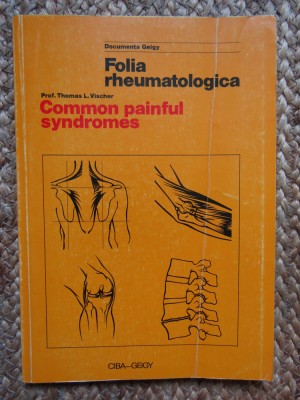 Documenta Geigy
Folia
rheumatologica
Prof. Thomas L. Vischer
Common painful
syndromes
CIBA–GEIGY